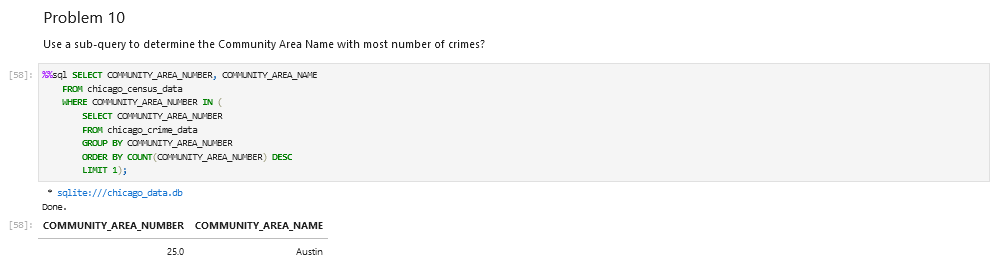 Problem 10
Use a sub-query to determine the Community Area Name with most number of crimes?
[58]: %%sql SELECT COMMUNITY_AREA_NUMBER, COMMUNITY_AREA_NAME
FROM chicago_census_data
WHERE COMMUNITY_AREA_NUMBER IN (
SELECT COMMUNITY_AREA_NUMBER
FROM chicago_crime_data
GROUP BY COMMUNITY_AREA_NUMBER
ORDER BY COUNT(COMMUNITY_AREA_NUMBER) DESC
LIMIT 1);
* sqlite:///chicago_data.db
Done.
[58]: COMMUNITY_AREA_NUMBER COMMUNITY_AREA_NAME
25.0 Austin